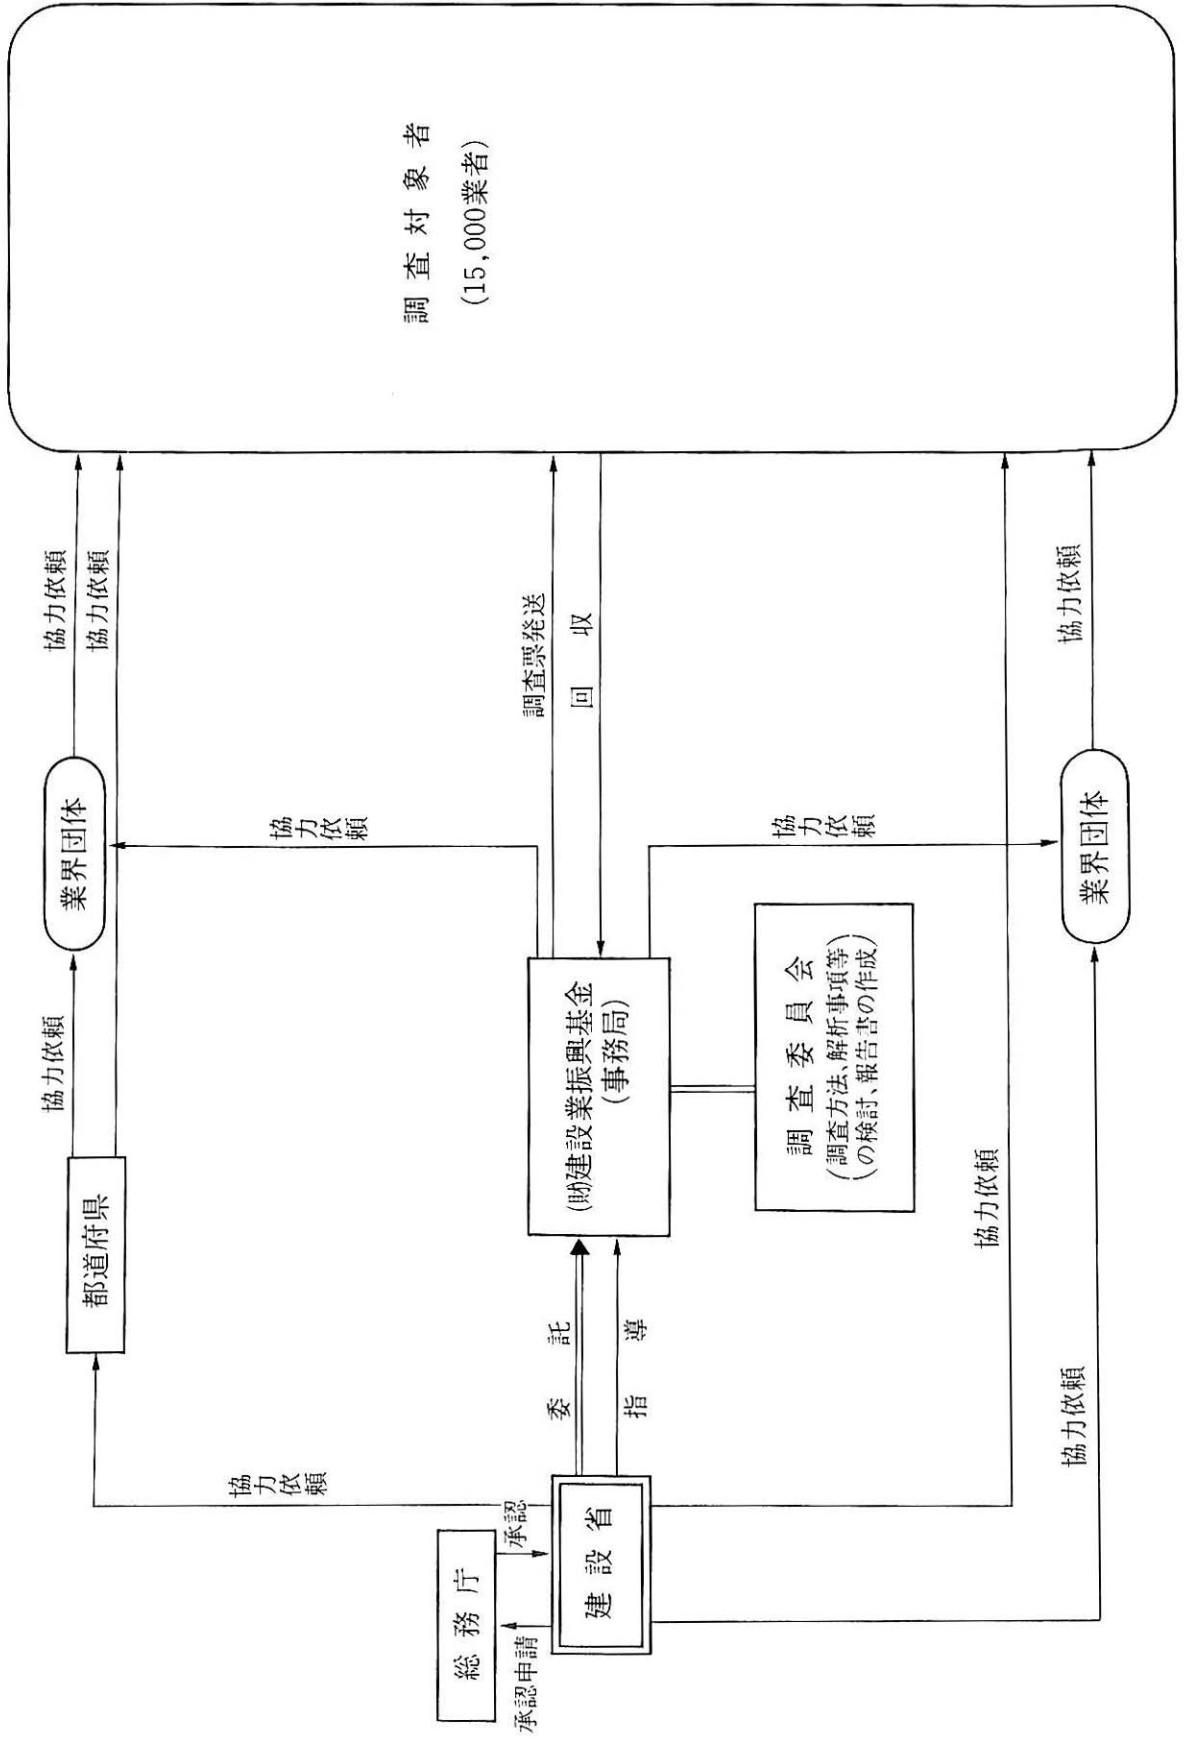 総務庁
承認申請
承認
建設省
協力依頼
委託
指導
協力依頼
協力依頼
都道府県
協力依頼
(財)建設業振興基金
(事務局)
調査委員会
(調査方法、解析事項等)
(の検討、報告書の作成)
業界団体
協力依頼
協力依頼
業界団体
協力依頼
協力依頼
調査票発送
回収
協力依頼
調査対象者
(15,000業者)